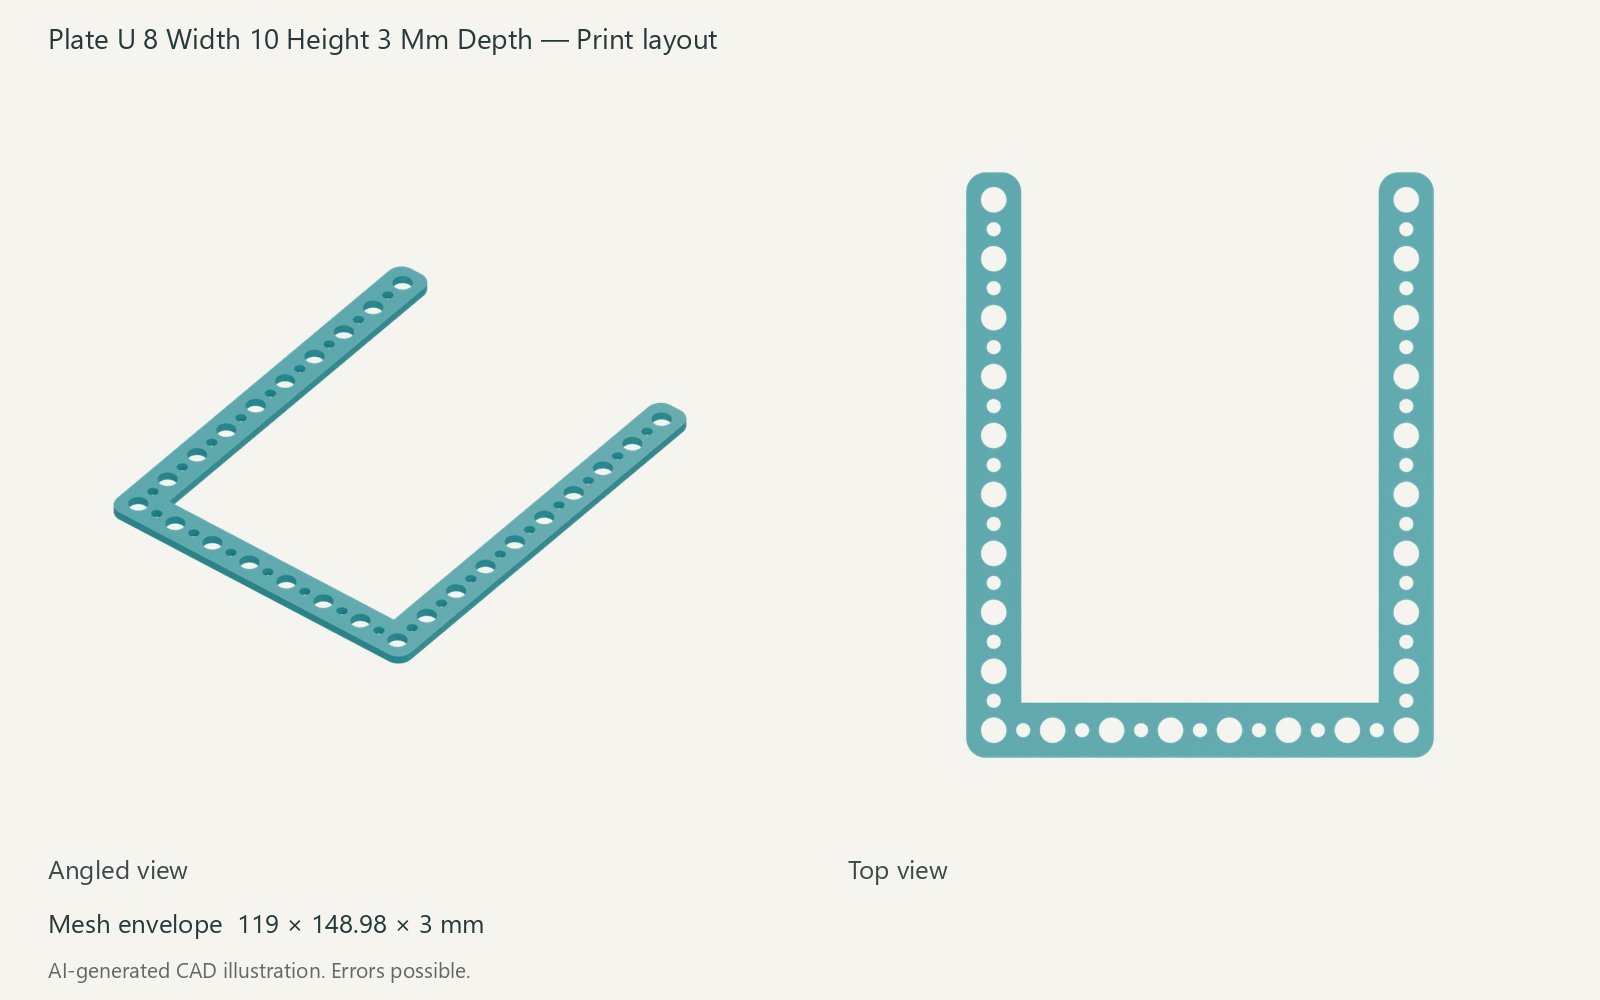 Plate U 8 Width 10 Height 3 Mm Depth — Print layout
Angled view
Top view
Mesh envelope 119 × 148.98 × 3 mm
AI-generated CAD illustration. Errors possible.